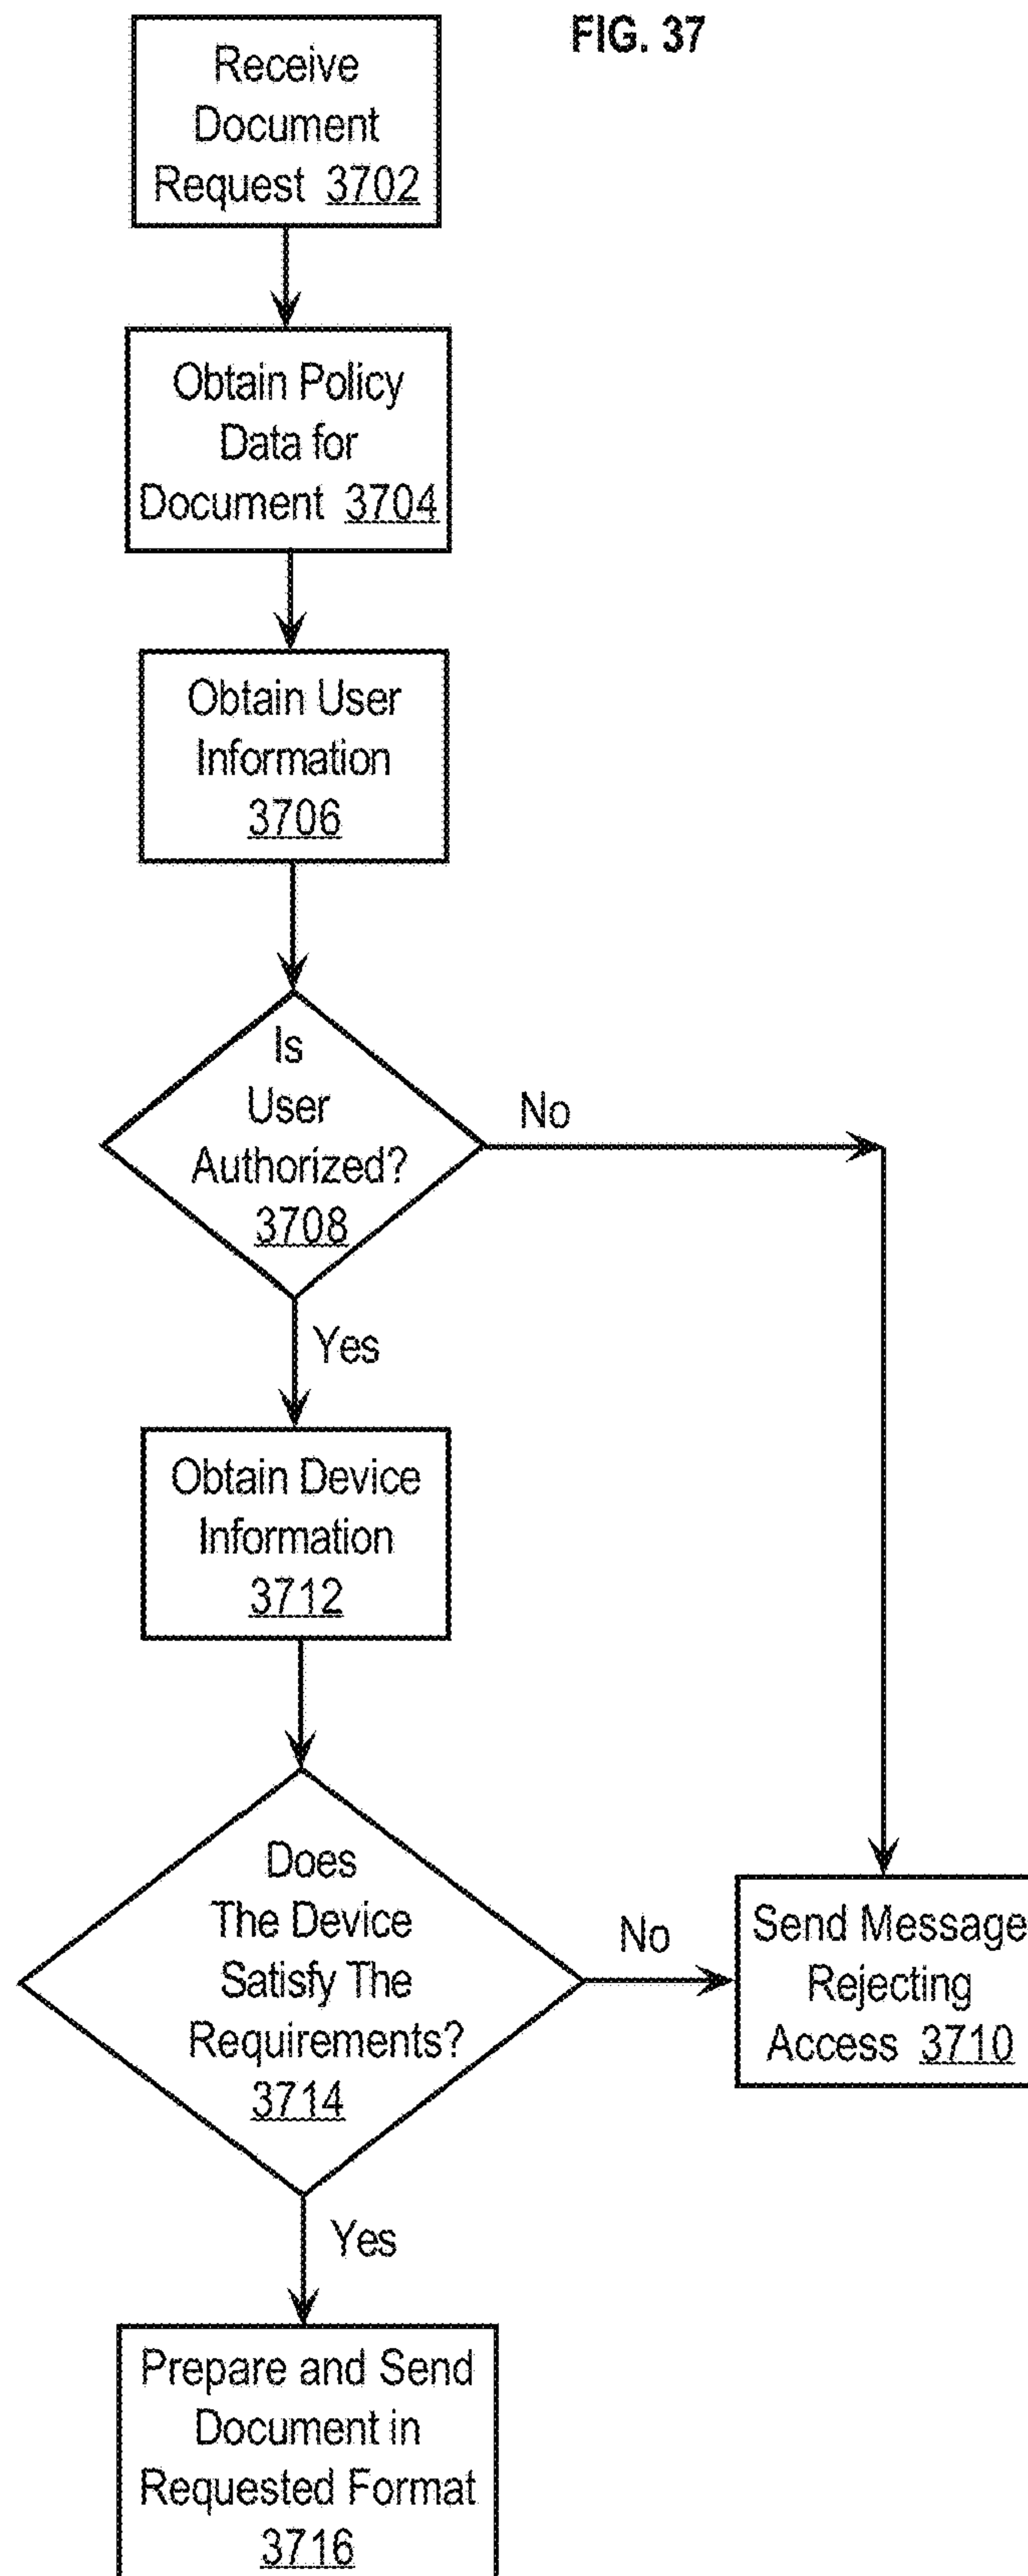 FIG. 37
Receive
Document
Request 3702
Obtain Policy
Data for
Document 3704
Obtain User
Information
3706
Is
User
Authorized?
3708
No
Yes
Obtain Device
Information
3712
Does
The Device
Satisfy The
Requirements?
3714
No
Send Message
Rejecting
Access 3710
Yes
Prepare and Send
Document in
Requested Format
3716